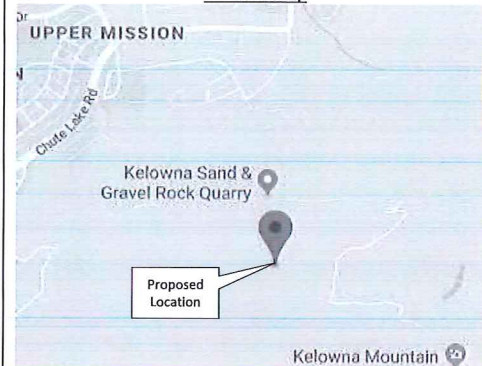 UPPER MISSION
Chute Lake Rd
Kelowna Sand &
Gravel Rock Quarry
Proposed
Location
Kelowna Mountain